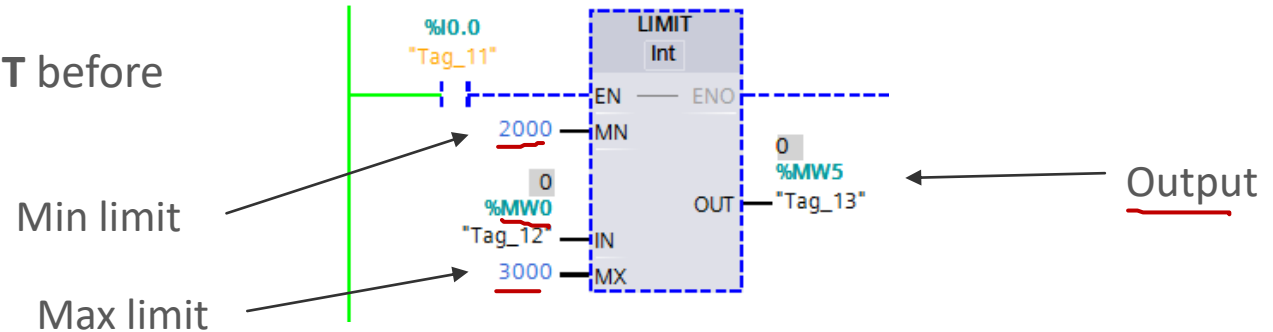 T before
%I0.0
"Tag_11"
LIMIT
Int
EN
ENO
2000
MN
Min limit
0
%MW0
"Tag_12"
IN
3000
MX
Max limit
0
%MW5
OUT
"Tag_13"
Output